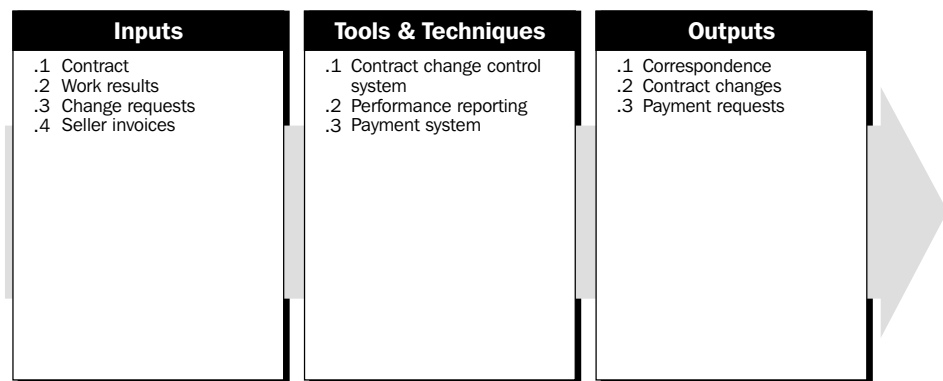 Inputs
.1 Contract
.2 Work results
.3 Change requests
.4 Seller invoices
Tools & Techniques
.1 Contract change control
system
.2 Performance reporting
.3 Payment system
Outputs
.1 Correspondence
.2 Contract changes
.3 Payment requests